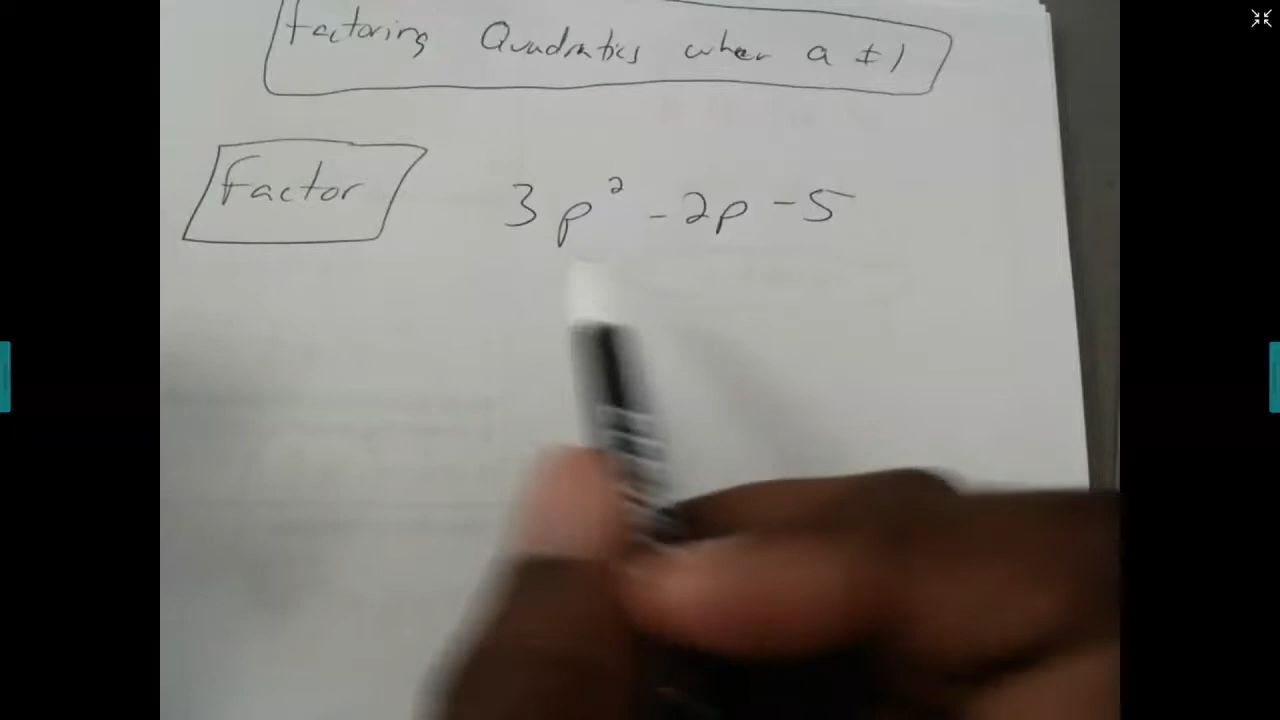 Factoring Quadratics when a ≠ 1
Factor 3p² - 2p - 5